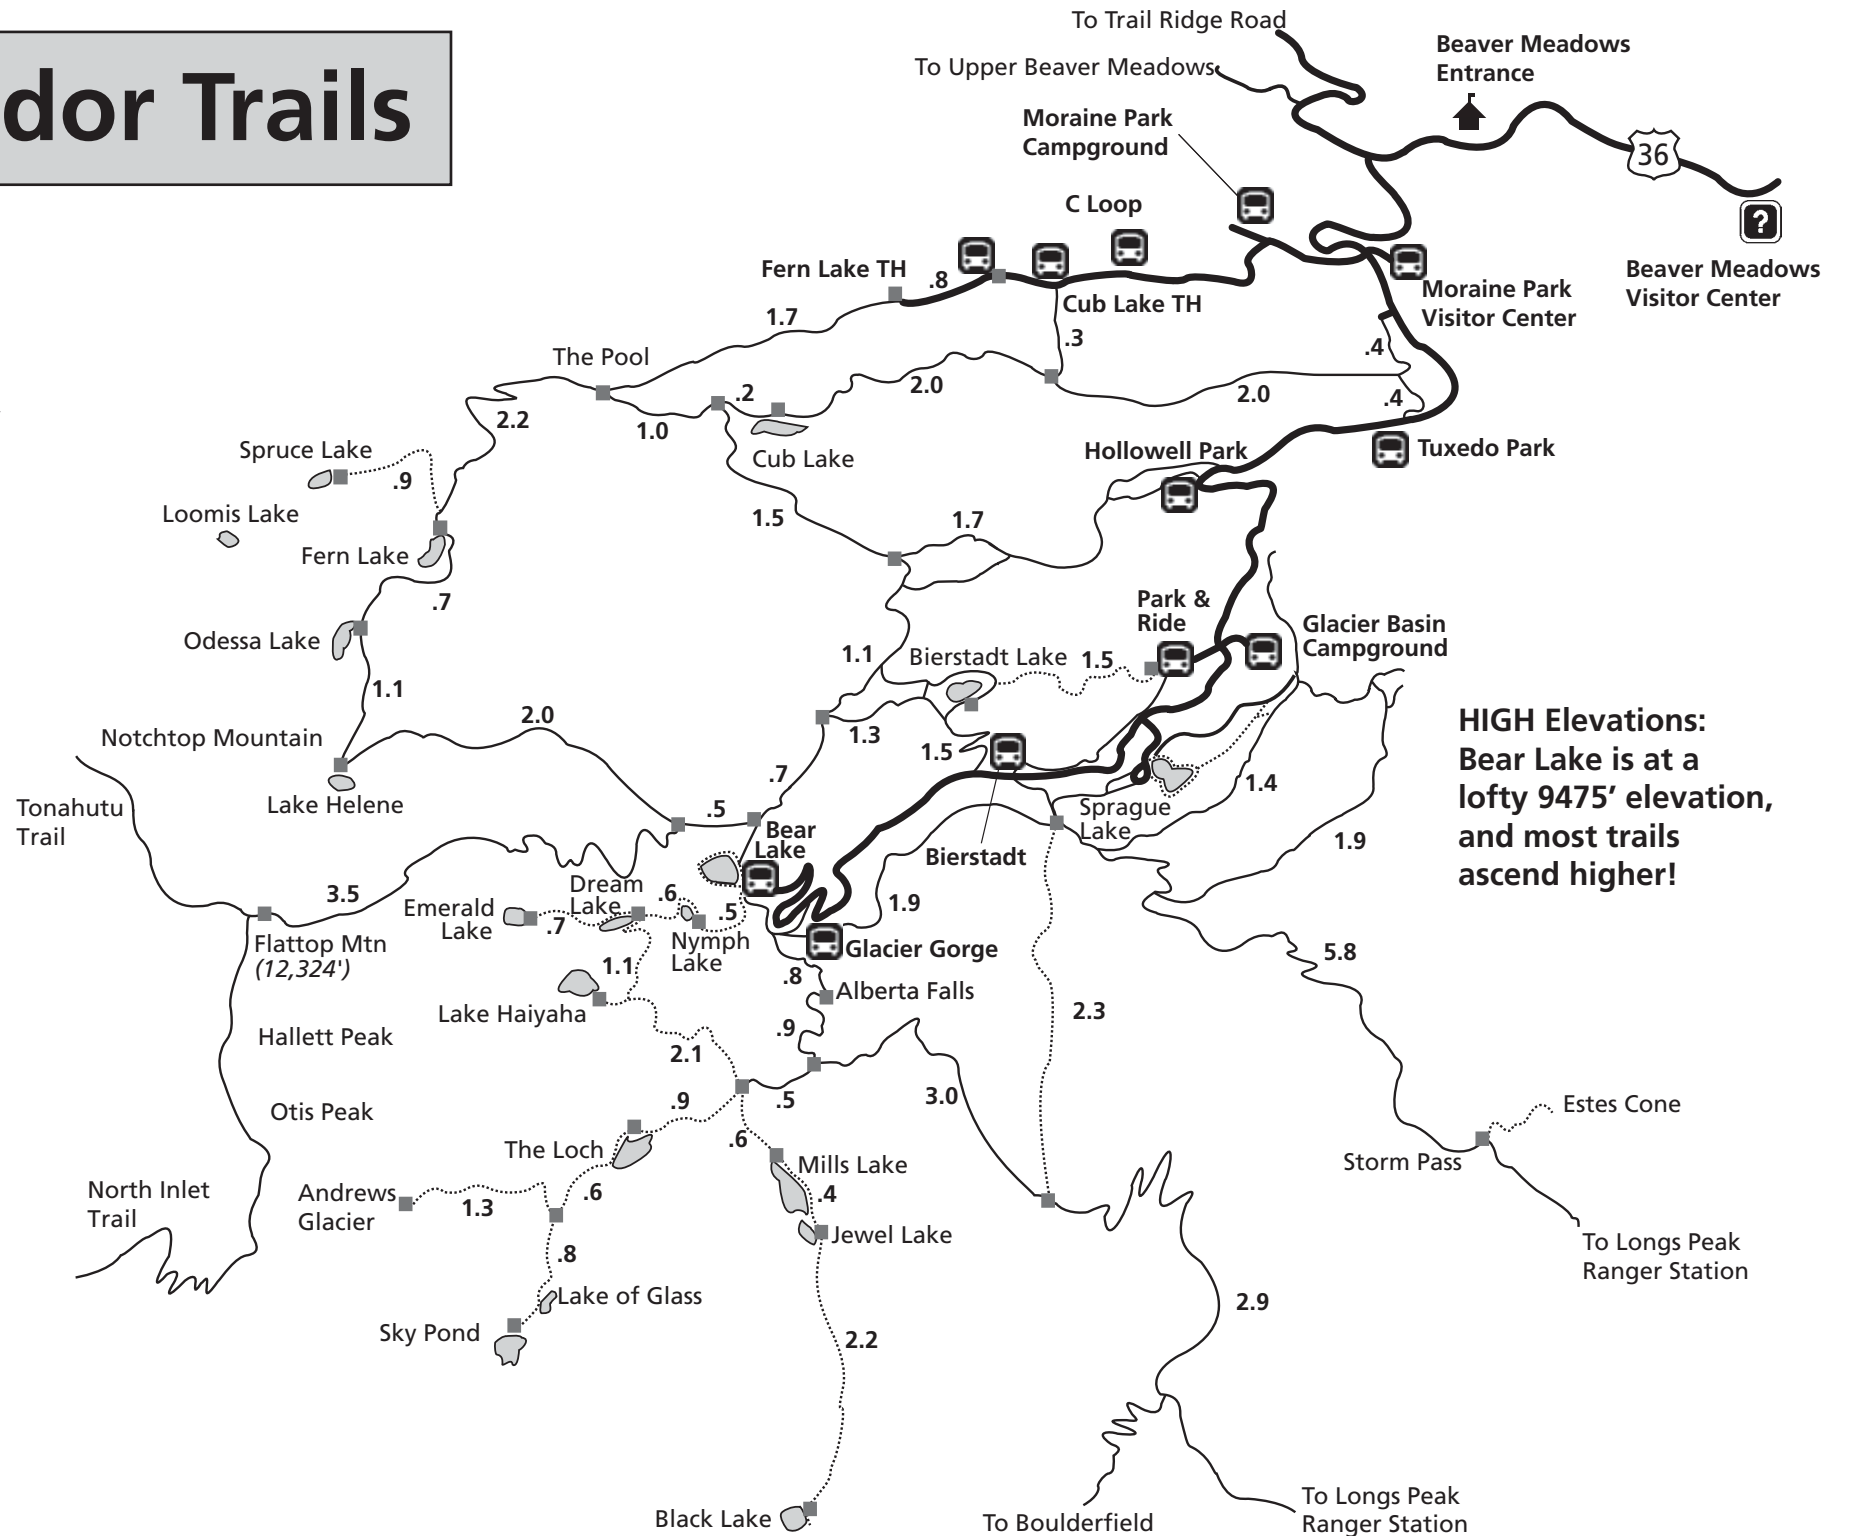 dor Trails
To Trail Ridge Road
To Upper Beaver Meadows
Beaver Meadows
Entrance
Moraine Park
Campground
36
?
Beaver Meadows
Visitor Center
C Loop
Fern Lake TH
.8
Cub Lake TH
Moraine Park
Visitor Center
1.7
.3
.4
The Pool
2.0
2.0
.4
.2
1.0
2.2
Cub Lake
Hollowell Park
Tuxedo Park
Spruce Lake
.9
Loomis Lake
Fern Lake
1.5
1.7
.7
Park &
Ride
Glacier Basin
Campground
Odessa Lake
1.1
Bierstadt Lake
1.5
1.1
Notchtop Mountain
2.0
1.3
1.5
HIGH Elevations:
Bear Lake is at a
lofty 9475’ elevation,
and most trails
ascend higher!
Tonahutu
Trail
Lake Helene
.7
.5
Bear
Lake
Sprague
Lake
1.4
1.9
Bierstadt
3.5
Dream
Lake
.6
.5
1.9
Emerald
Lake
.7
Nymph
Lake
Glacier Gorge
Flattop Mtn
(12,324')
1.1
.8
Alberta Falls
5.8
Lake Haiyaha
2.3
Hallett Peak
.9
2.1
Otis Peak
.9
.5
3.0
Estes Cone
The Loch
.6
Mills Lake
Storm Pass
North Inlet
Trail
Andrews
Glacier
1.3
.6
.4
Jewel Lake
.8
To Longs Peak
Ranger Station
Lake of Glass
2.9
Sky Pond
2.2
Black Lake
To Boulderfield
To Longs Peak
Ranger Station